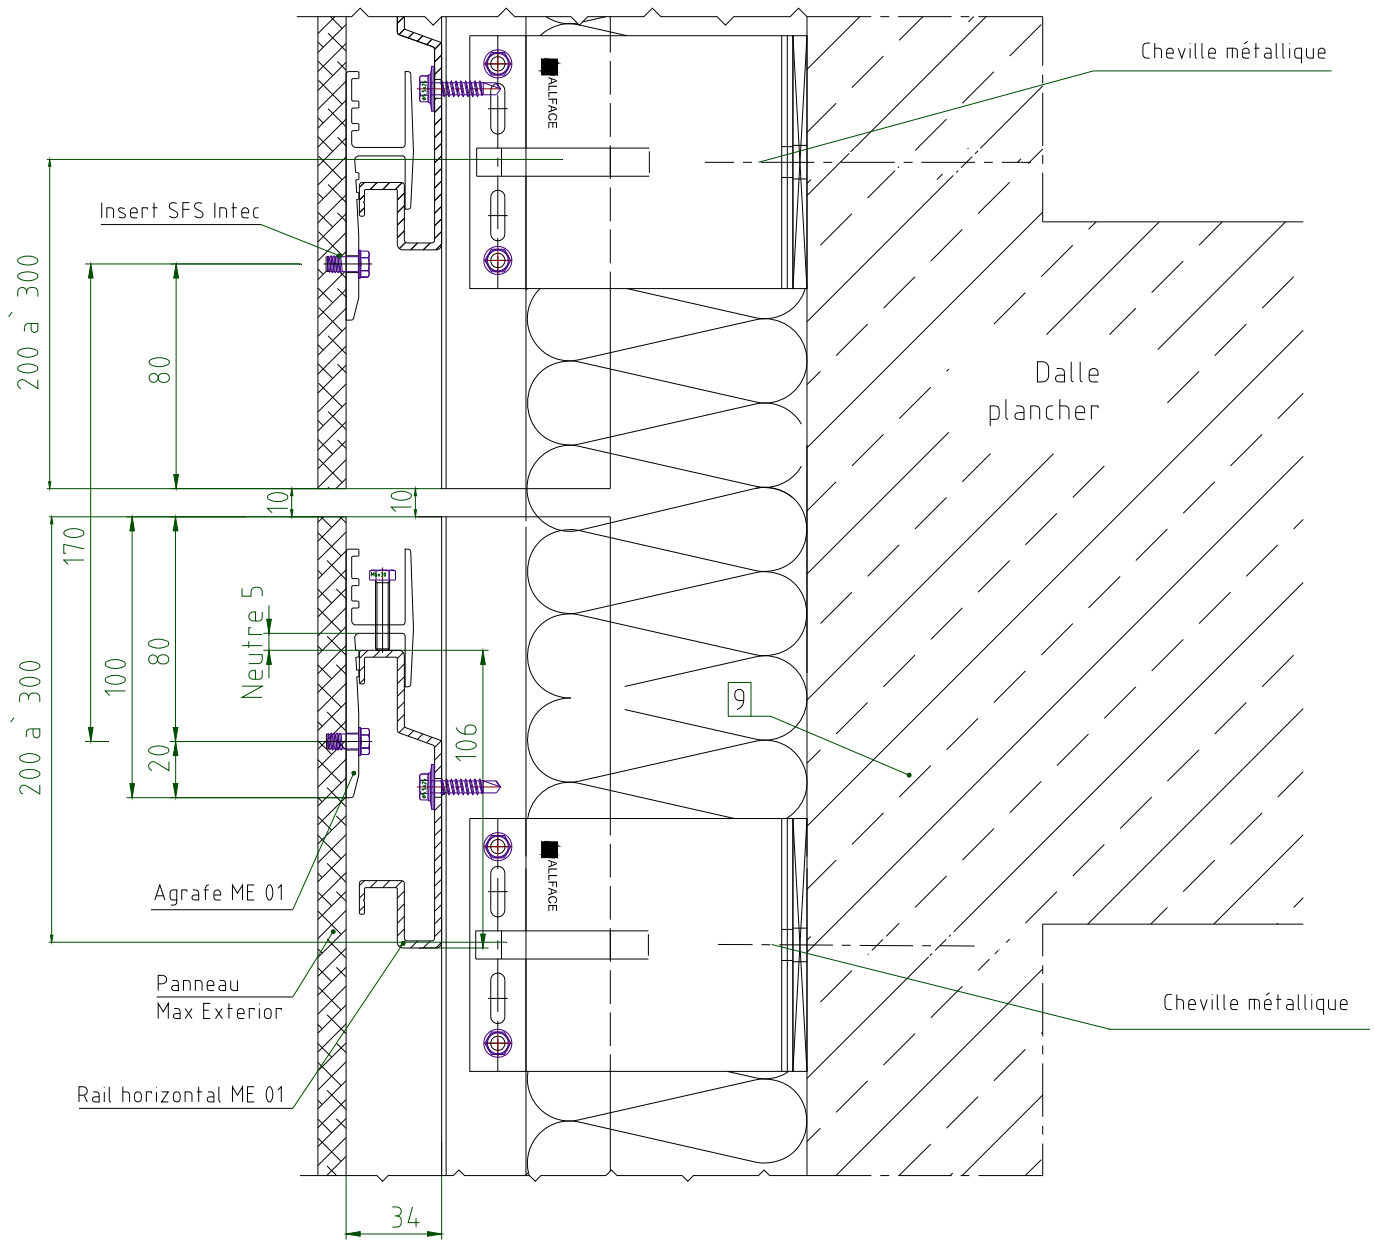 Cheville métallique
ALLFACE
Insert SFS Intec
200 à 300
80
Dalle
plancher
10
10
170
Neutre 5
100
80
9
200 à 300
106
20
ALLFACE
Agrafe ME 01
Panneau
Max Exterior
Cheville métallique
Rail horizontal ME 01
34